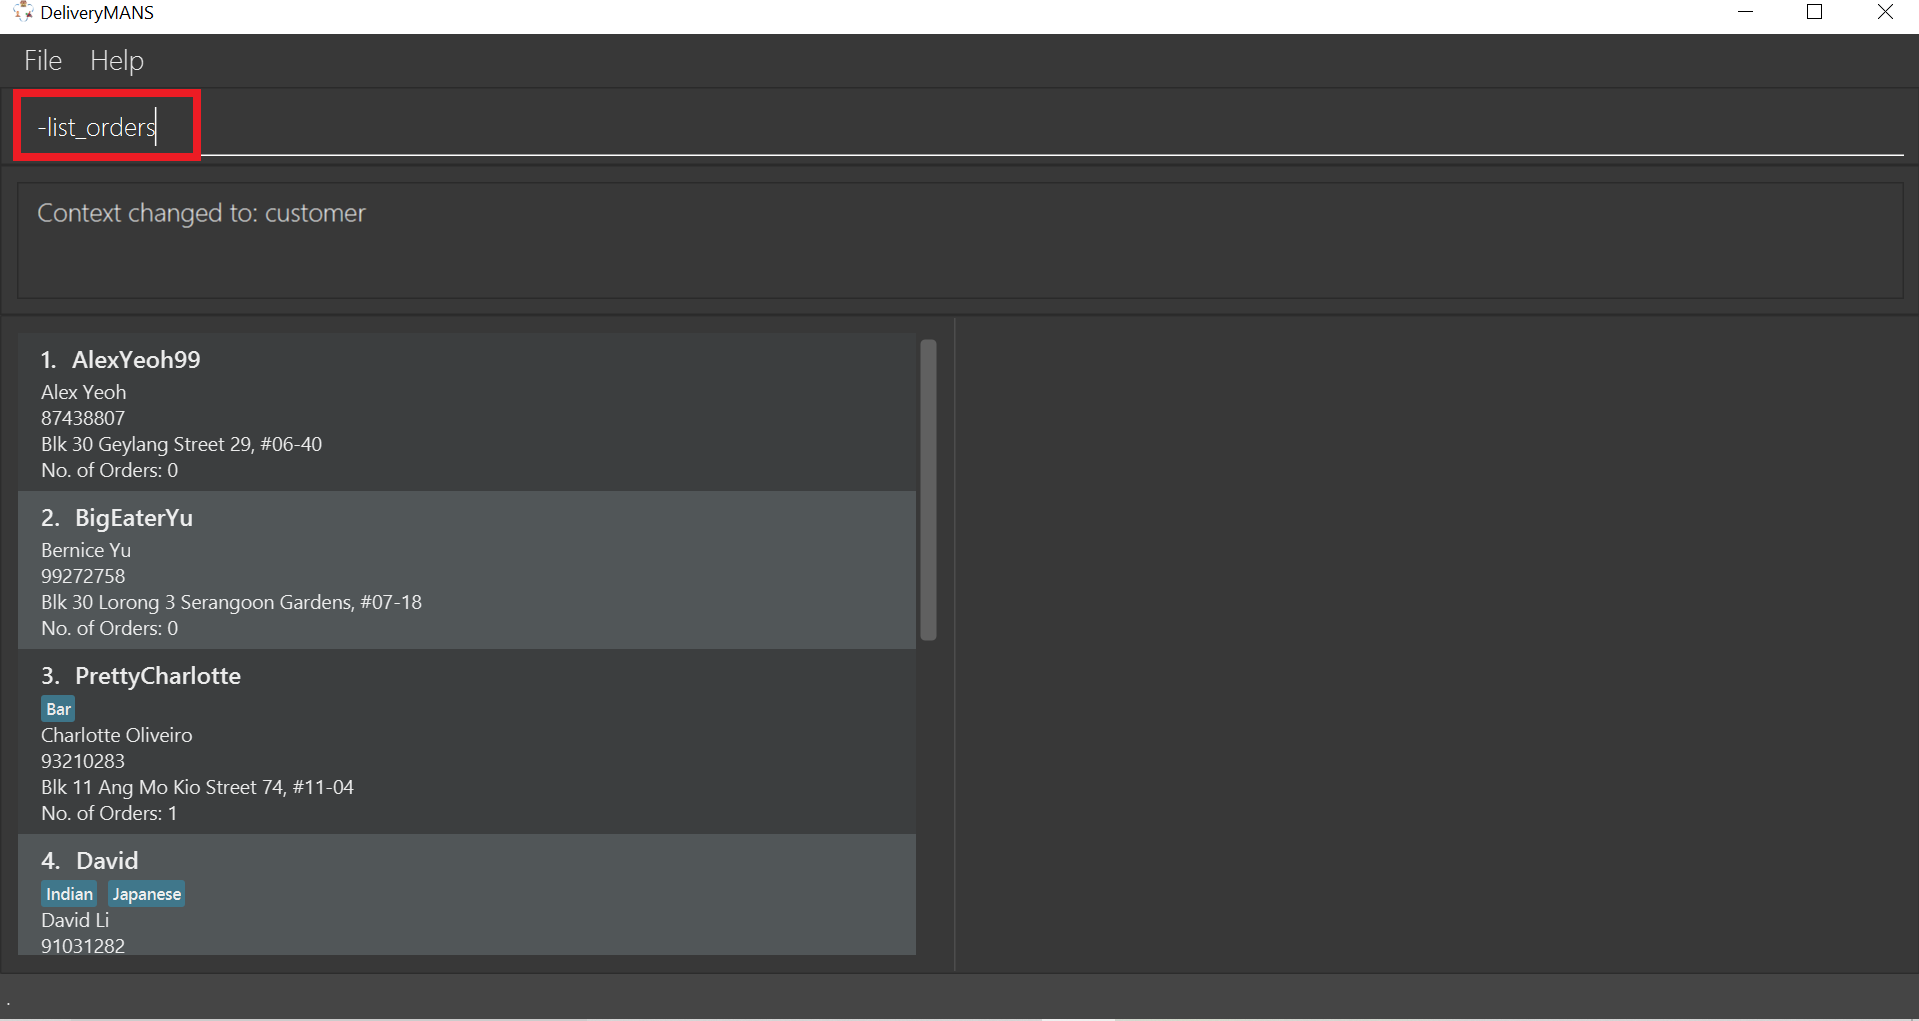 DeliveryMANS
File Help
-list_orders
Context changed to: customer
1. AlexYeoh99
Alex Yeoh
87438807
Blk 30 Geylang Street 29, #06-40
No. of Orders: 0
2. BigEaterYu
Bernice Yu
99272758
Blk 30 Lorong 3 Serangoon Gardens, #07-18
No. of Orders: 0
3. PrettyCharlotte
Bar
Charlotte Oliveiro
93210283
Blk 11 Ang Mo Kio Street 74, #11-04
No. of Orders: 1
4. David
Indian Japanese
David Li
91031282
.